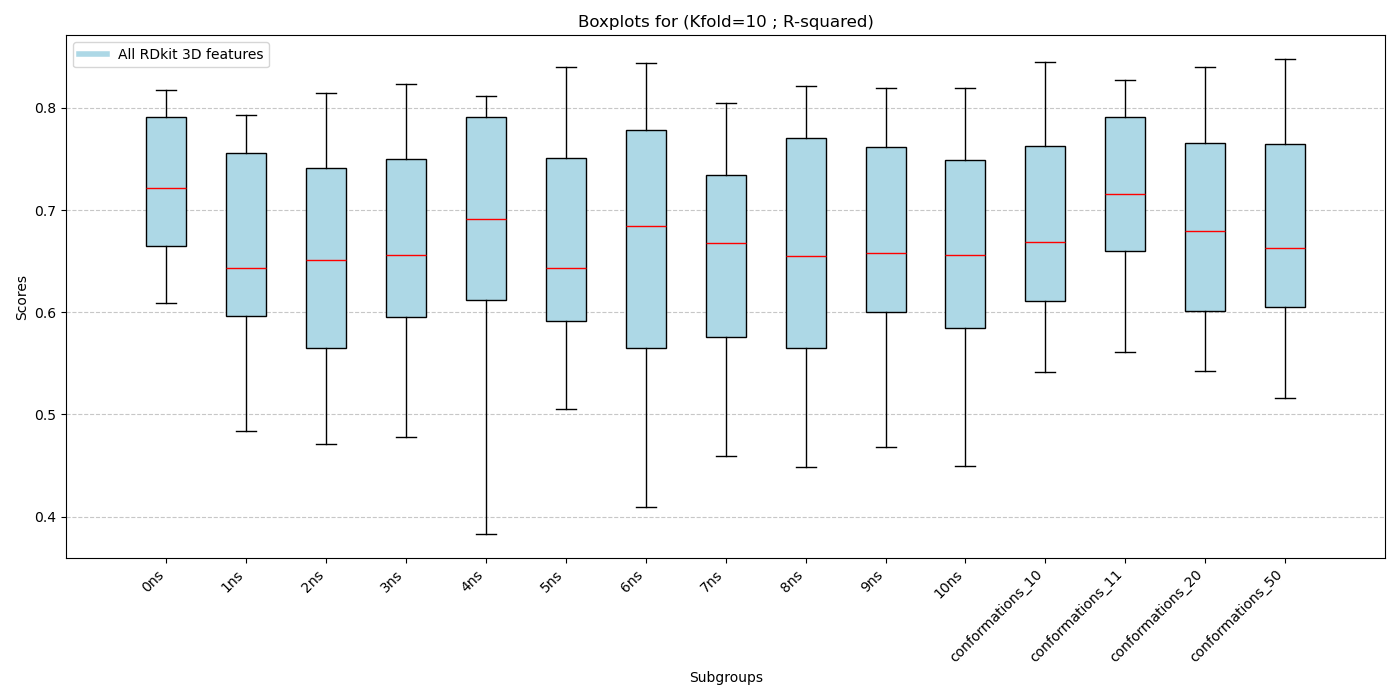 Boxplots for (Kfold=10 ; R-squared)
All RDkit 3D features
Scores
0.8
0.7
0.6
0.5
0.4
0ns
1ns
2ns
3ns
4ns
5ns
6ns
7ns
8ns
9ns
10ns
conformations_10
conformations_11
conformations_20
conformations_50
Subgroups